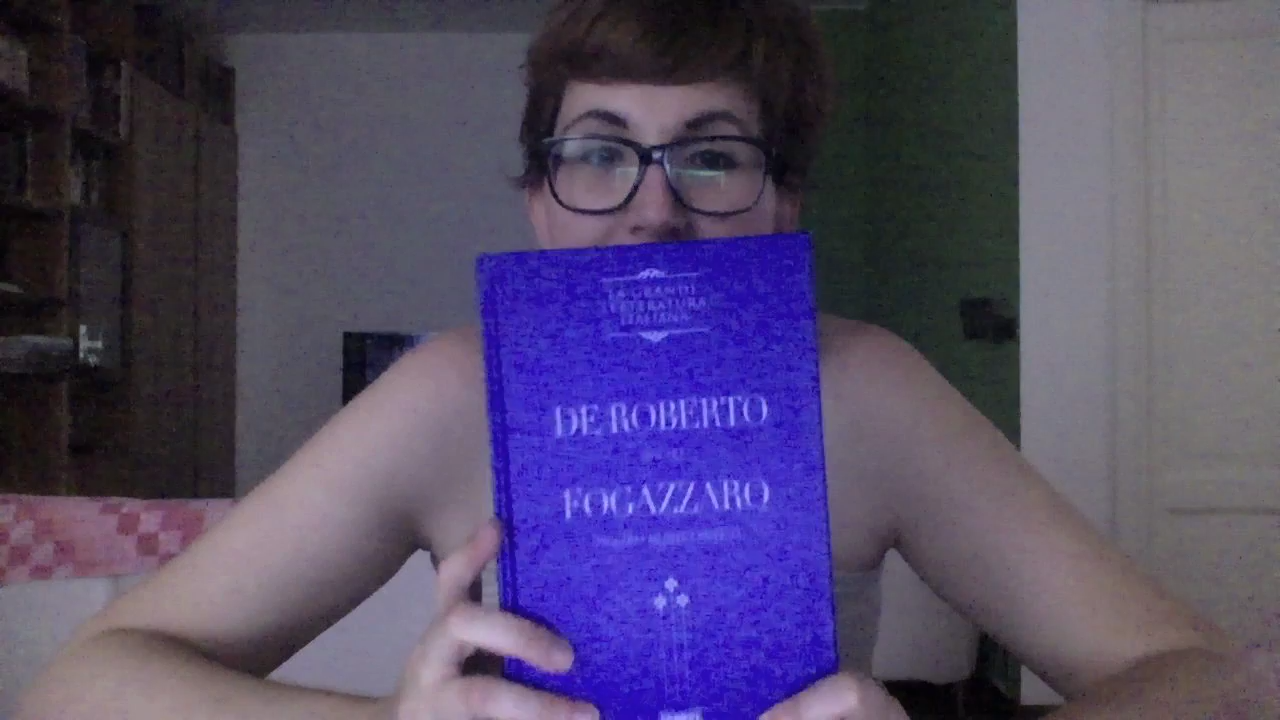 LA GRANDE
LETTERATURA
ITALIANA
DE ROBERTO
FOGAZZARO